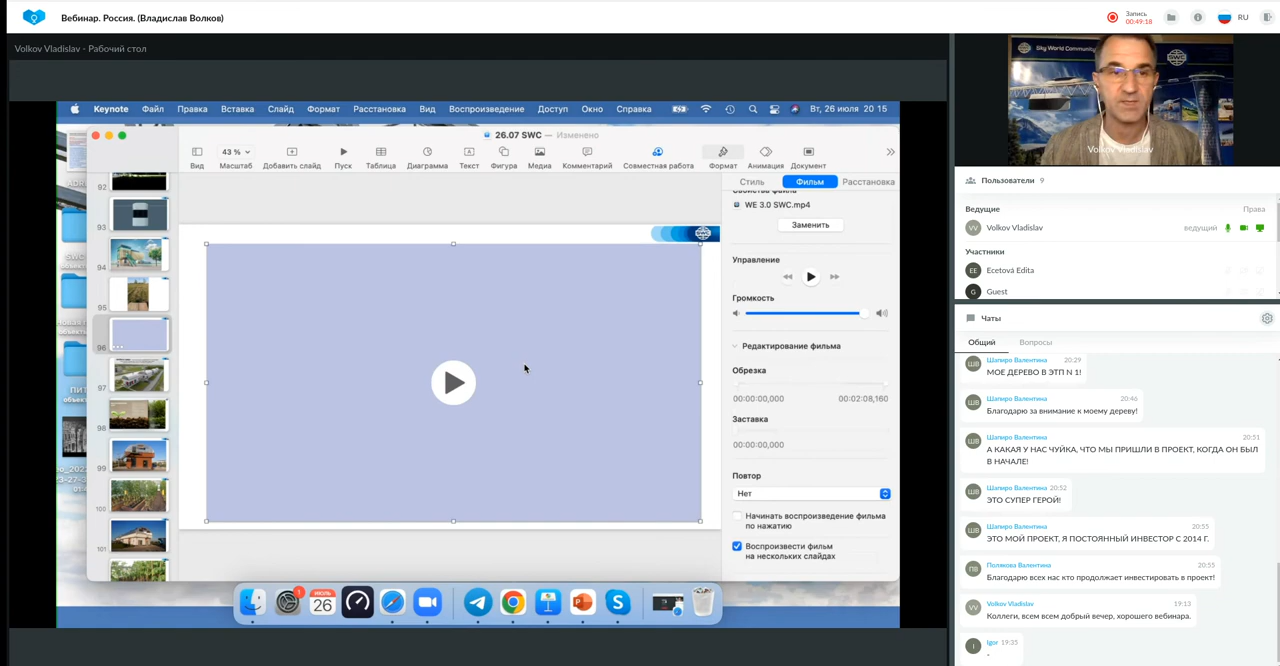 Вебинар. Россия. (Владислав Волков)
Запись
00:49:18
RU
Volkov Vladislav - Рабочий стол
Keynote Файл Правка Вставка Слайд Формат Расстановка Вид Воспроизведение Доступ Окно Справка Вт, 26 июля 20 15
26.07 SWC — Изменено
43 %
Вид Масштаб Добавить слайд Пуск Таблица Диаграмма Текст Фигура Медиа Комментарий Совместная работа Формат Анимация Документ
Стиль Фильм Расстановка
Свойства файла
WE 3.0 SWC.mp4
Заменить
Управление
Громкость
Редактирование фильма
Обрезка
00:00:00,000 00:02:08,160
Заставка
00:00:00,000
Повтор
Нет
Начинать воспроизведение фильма
по нажатию
Воспроизвести фильм
на нескольких слайдах
92
93
94
95
96
97
98
99
100
101
SWC
1
ИЮЛЬ
26
Sky World Community
SWC
Volkov Vladislav
Пользователи 9
Ведущие Права
VV Volkov Vladislav ведущий
Участники
EE Ecetová Edita
G Guest
Чаты
Общий Вопросы
ШВ Шапиро Валентина 20:29
МОЕ ДЕРЕВО В ЭТП N 1!
ШВ Шапиро Валентина 20:46
Благодарю за внимание к моему дереву!
ШВ Шапиро Валентина 20:51
А КАКАЯ У НАС ЧУЙКА, ЧТО МЫ ПРИШЛИ В ПРОЕКТ, КОГДА ОН БЫЛ
В НАЧАЛЕ!
ШВ Шапиро Валентина 20:52
ЭТО СУПЕР ГЕРОЙ!
ШВ Шапиро Валентина 20:55
ЭТО МОЙ ПРОЕКТ, Я ПОСТОЯННЫЙ ИНВЕСТОР С 2014 Г.
ПВ Полякова Валентина 20:55
Благодарю всех нас кто продолжает инвестировать в проект!
VV Volkov Vladislav 19:13
Коллеги, всем всем добрый вечер, хорошего вебинара.
I Igor 19:35
-